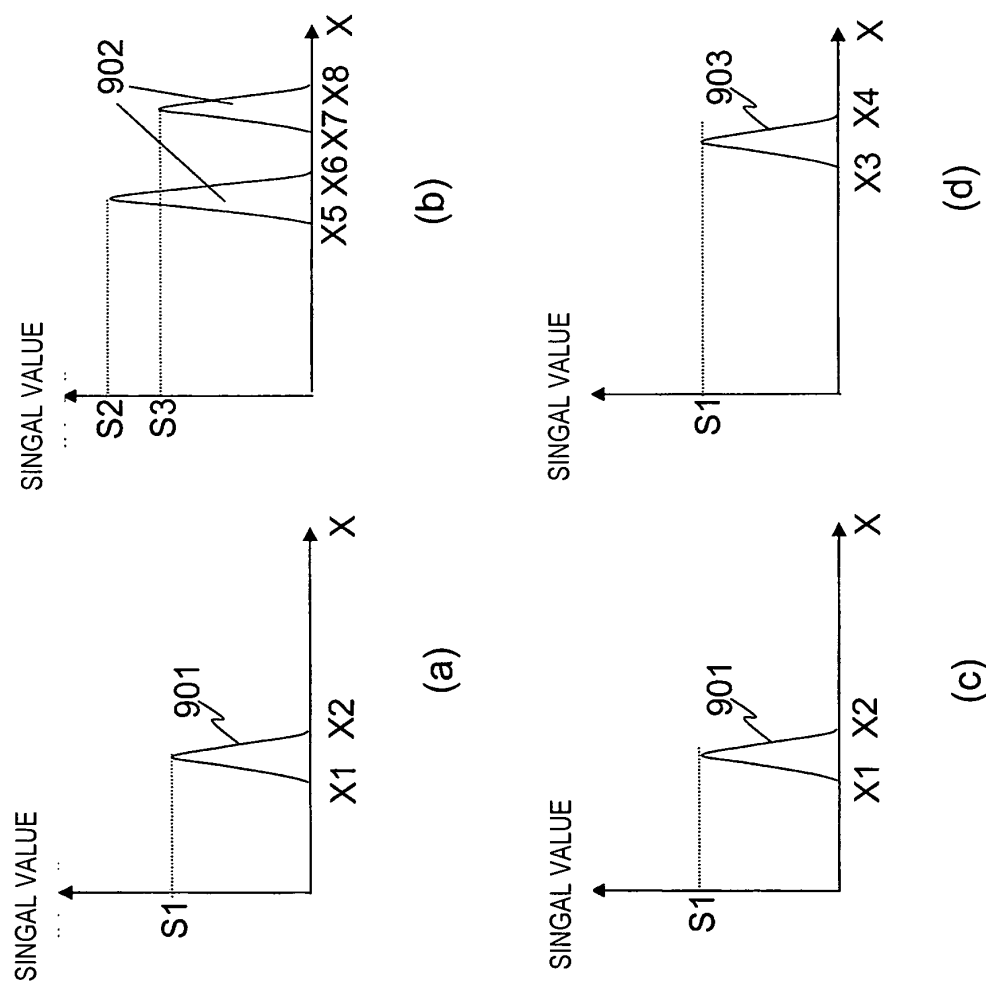 SINGAL VALUE
S1
901
X1 X2
X
(a)
SINGAL VALUE
S2
S3
902
X5 X6 X7 X8
X
(b)
SINGAL VALUE
S1
901
X1 X2
X
(c)
SINGAL VALUE
S1
903
X3 X4
X
(d)